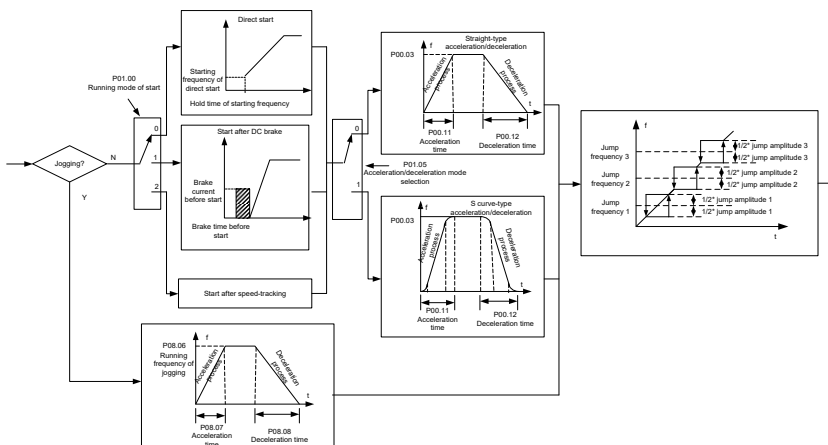 Direct start
Starting
frequency of
direct start
Hold time of starting frequency
P01.00
Running mode of start
0
1
2
Jogging?
N
Y
Start after DC brake
Brake
current
before start
Brake time before
start
Start after speed-tracking
0
1
P01.05
Acceleration/deceleration mode
selection
Straight-type
acceleration/deceleration
f
P00.03
Acceleration
process
Deceleration
process
t
P00.11
Acceleration
time
P00.12
Deceleration time
S curve-type
acceleration/deceleration
f
P00.03
Acceleration
process
Deceleration
process
t
P00.11
Acceleration
time
P00.12
Deceleration time
f
P08.06
Running
frequency of
jogging
Acceleration
process
Deceleration
process
t
P08.07
Acceleration
time
P08.08
Deceleration time
f
Jump
frequency 3
1/2* jump amplitude 3
1/2* jump amplitude 3
Jump
frequency 2
1/2* jump amplitude 2
1/2* jump amplitude 2
Jump
frequency 1
1/2* jump amplitude 1
1/2* jump amplitude 1
t